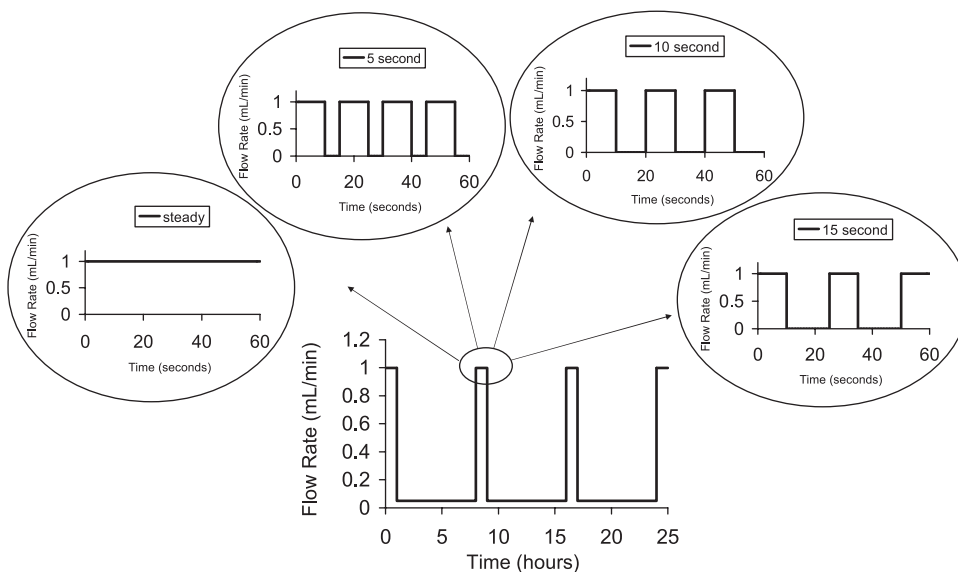 5 second
Flow Rate (mL/min)
1
0.5
0
0 20 40 60
Time (seconds)
10 second
Flow Rate (mL/min)
1
0.5
0
0 20 40 60
Time (seconds)
steady
Flow Rate (mL/min)
1
0.5
0
0 20 40 60
Time (seconds)
15 second
Flow Rate (mL/min)
1
0.5
0
0 20 40 60
Time (seconds)
Flow Rate (mL/min)
1.2
1
0.8
0.6
0.4
0.2
0
0 5 10 15 20 25
Time (hours)